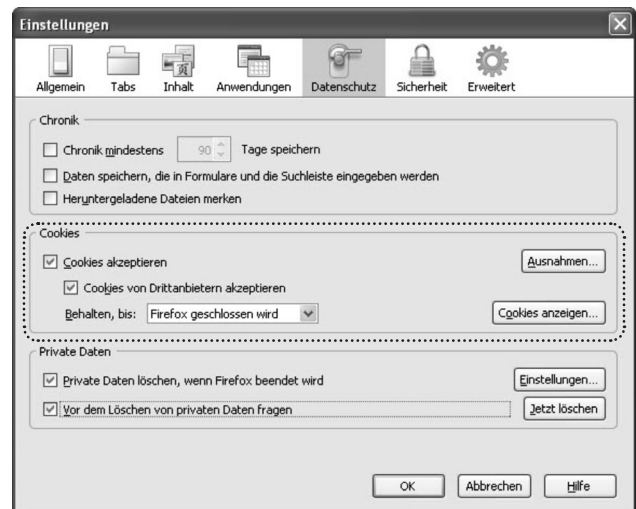 Einstellungen
Allgemein Tabs Inhalt Anwendungen Datenschutz Sicherheit Erweitert
Chronik
Chronik mindestens 90 Tage speichern
Daten speichern, die in Formulare und die Suchleiste eingegeben werden
Heruntergeladene Dateien merken
Cookies
Cookies akzeptieren Ausnahmen...
Cookies von Drittanbietern akzeptieren
Behalten, bis: Firefox geschlossen wird Cookies anzeigen...
Private Daten
Private Daten löschen, wenn Firefox beendet wird Einstellungen...
Vor dem Löschen von privaten Daten fragen Jetzt löschen
OK Abbrechen Hilfe